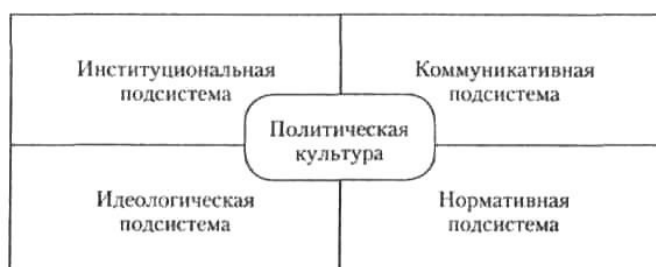 Институциональная
подсистема
Коммуникативная
подсистема
Политическая
культура
Идеологическая
подсистема
Нормативная
подсистема